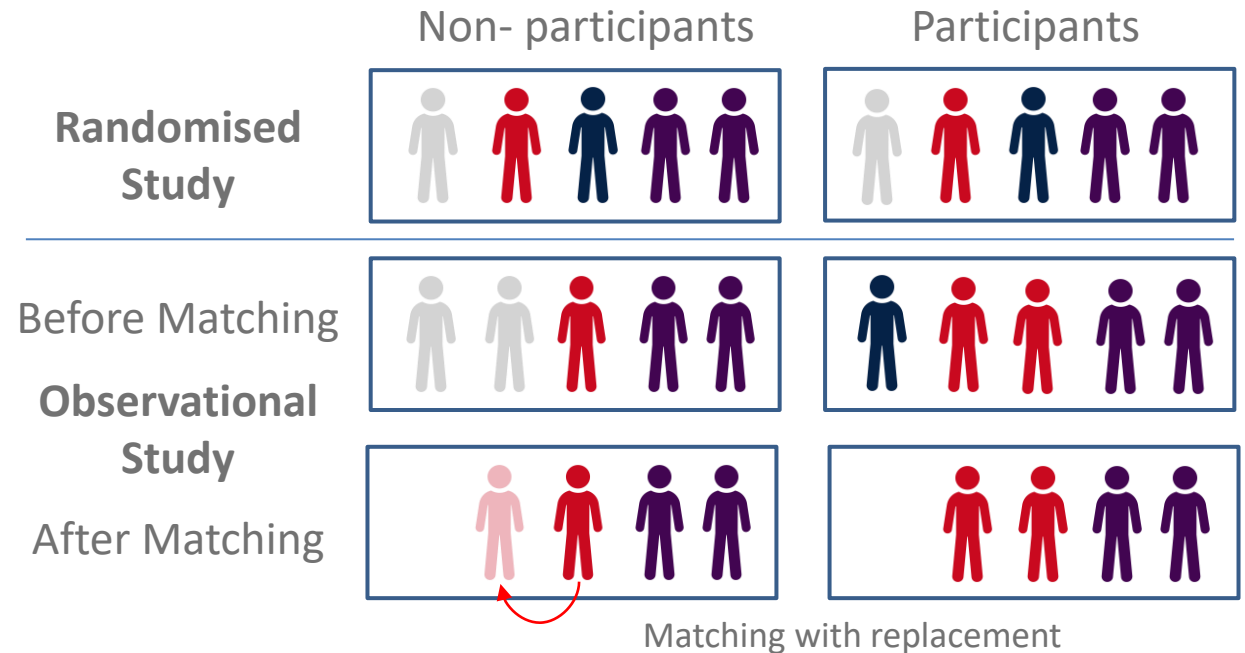 Non- participants
Participants
Randomised
Study
Before Matching
Observational
Study
After Matching
Matching with replacement